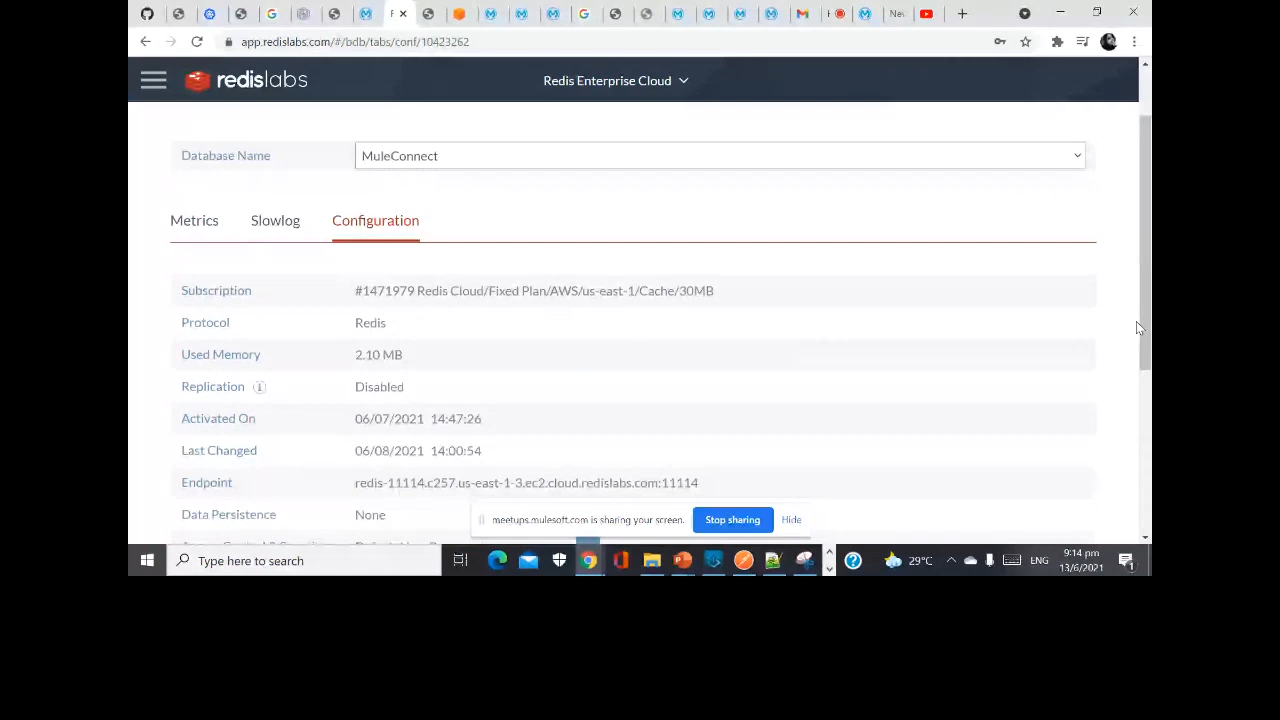 app.redislabs.com/#/bdb/tabs/conf/10423262
redislabs
Redis Enterprise Cloud
Database Name
MuleConnect
Metrics
Slowlog
Configuration
Subscription
#1471979 Redis Cloud/Fixed Plan/AWS/us-east-1/Cache/30MB
Protocol
Redis
Used Memory
2.10 MB
Replication
Disabled
Activated On
06/07/2021 14:47:26
Last Changed
06/08/2021 14:00:54
Endpoint
redis-11114.c257.us-east-1-3.ec2.cloud.redislabs.com:11114
Data Persistence
None
meetups.mulesoft.com is sharing your screen.
Stop sharing
Hide
Type here to search
29°C
ENG
9:14 pm
13/6/2021
1